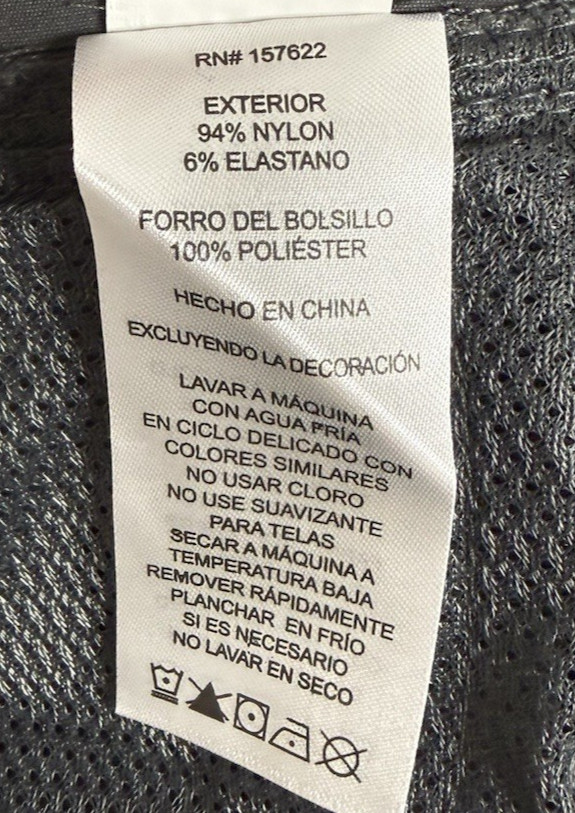 RN# 157622
EXTERIOR
94% NYLON
6% ELASTANO
FORRO DEL BOLSILLO
100% POLIÉSTER
HECHO EN CHINA
EXCLUYENDO LA DECORACIÓN
LAVAR A MÁQUINA
CON AGUA FRÍA
EN CICLO DELICADO CON
COLORES SIMILARES
NO USAR CLORO
NO USE SUAVIZANTE
PARA TELAS
SECAR A MÁQUINA A
TEMPERATURA BAJA
REMOVER RÁPIDAMENTE
PLANCHAR EN FRÍO
SI ES NECESARIO
NO LAVAR EN SECO